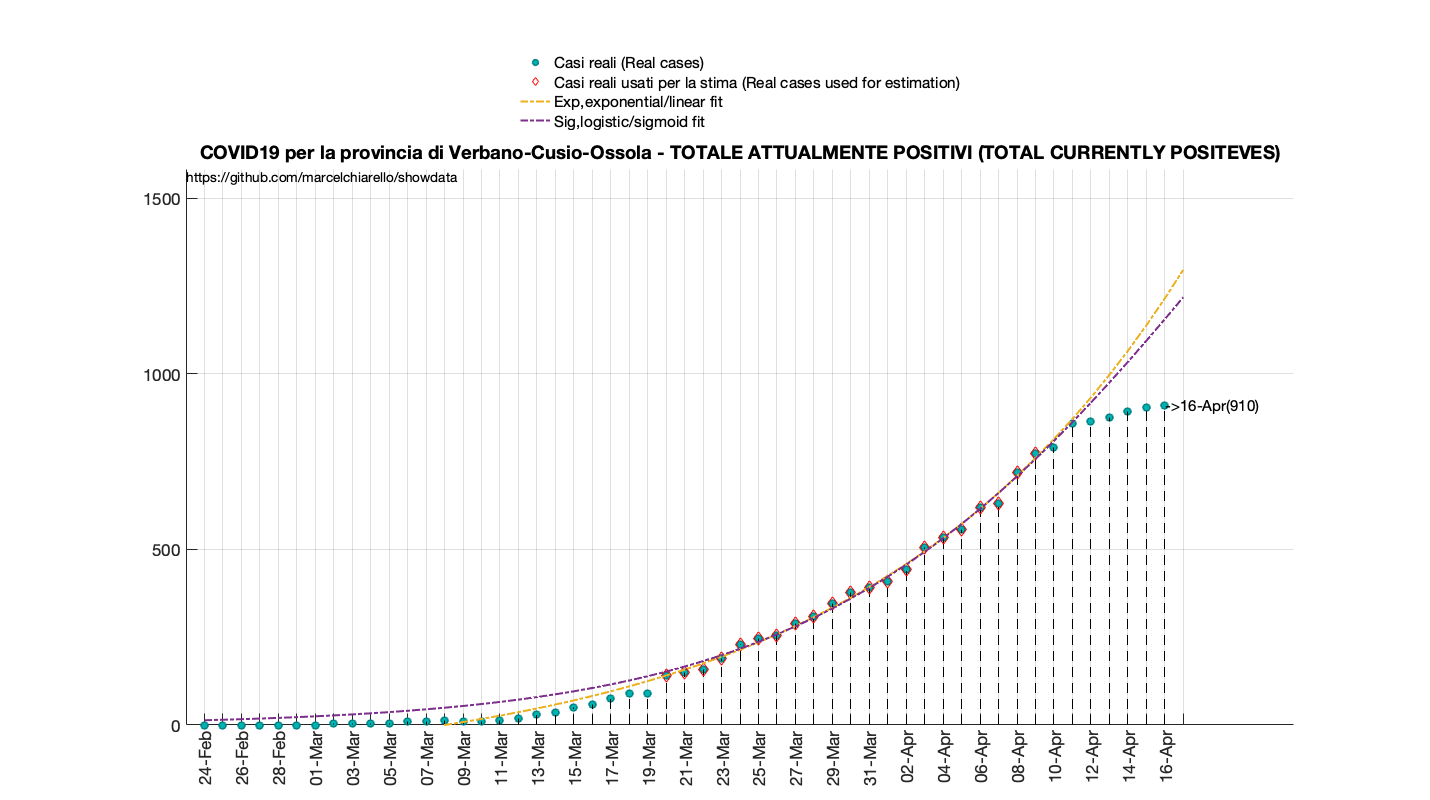 Casi reali (Real cases)
Casi reali usati per la stima (Real cases used for estimation)
Exp,exponential/linear fit
Sig,logistic/sigmoid fit
COVID19 per la provincia di Verbano-Cusio-Ossola - TOTALE ATTUALMENTE POSITIVI (TOTAL CURRENTLY POSITEVES)
https://github.com/marcelchiarello/showdata
1500
1000
500
0
->16-Apr(910)
24-Feb
26-Feb
28-Feb
01-Mar
03-Mar
05-Mar
07-Mar
09-Mar
11-Mar
13-Mar
15-Mar
17-Mar
19-Mar
21-Mar
23-Mar
25-Mar
27-Mar
29-Mar
31-Mar
02-Apr
04-Apr
06-Apr
08-Apr
10-Apr
12-Apr
14-Apr
16-Apr